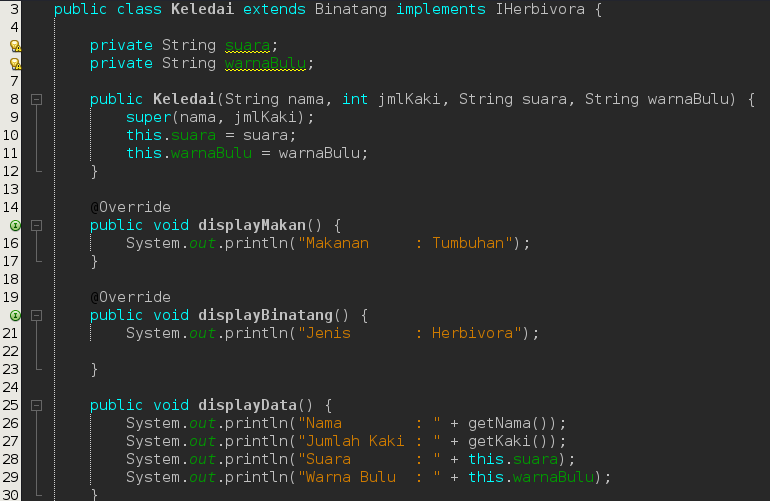 3 public class Keledai extends Binatang implements IHerbivora {
4
private String suara;
private String warnaBulu;
7
8 public Keledai(String nama, int jmlKaki, String suara, String warnaBulu) {
9 super(nama, jmlKaki);
10 this.suara = suara;
11 this.warnaBulu = warnaBulu;
12 }
13
14 @Override
public void displayMakan() {
16 System.out.println("Makanan     : Tumbuhan");
17 }
18
19 @Override
public void displayBinatang() {
21 System.out.println("Jenis       : Herbivora");
22
23 }
24
25 public void displayData() {
26 System.out.println("Nama        : " + getNama());
27 System.out.println("Jumlah Kaki : " + getKaki());
28 System.out.println("Suara       : " + this.suara);
29 System.out.println("Warna Bulu  : " + this.warnaBulu);
30 }